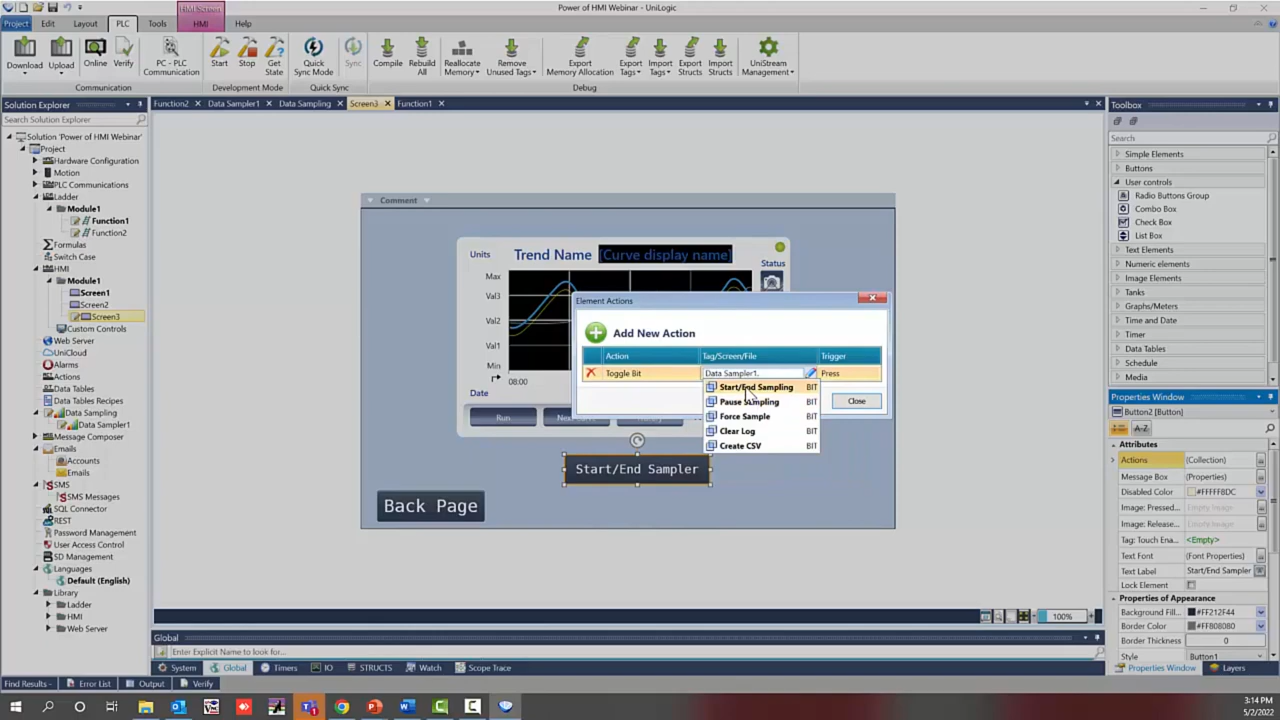 HMI Screen
Power of HMI Webinar - UniLogic
Project Edit Layout PLC Tools HMI Help
Download Upload Online Verify PC - PLC Communication Start Stop Get State Quick Sync Mode Sync Compile Rebuild All Reallocate Memory Remove Unused Tags Export Memory Allocation Export Tags Import Tags Export Structs Import Structs UniStream Management
Communication Development Mode Quick Sync Debug
Solution Explorer
Function2 Data Sampler1 Data Sampling Screen3 Function1
Toolbox
Search Solution Explorer
Solution 'Power of HMI Webinar'
Project
Hardware Configuration
Motion
PLC Communications
Ladder
Module1
Function1
Function2
Formulas
Switch Case
HMI
Module1
Screen1
Screen2
Screen3
Custom Controls
Web Server
UniCloud
Alarms
Actions
Data Tables
Data Tables Recipes
Data Sampling
Data Sampler1
Message Composer
Emails
Accounts
Emails
SMS
SMS Messages
SQL Connector
REST
Password Management
User Access Control
SD Management
Languages
Default (English)
Library
Ladder
HMI
Web Server
Comment
Units Trend Name [Curve display name]
Status
Max
Val3
Val2
Val1
08:00
Date
Run
Element Actions
Add New Action
Action Tag/Screen/File Trigger
Toggle Bit Data Sampler1. Press
Start/End Sampling BIT
Pause Sampling BIT
Force Sample BIT
Clear Log BIT
Create CSV BIT
Close
Start/End Sampler
Back Page
Search
Simple Elements
Buttons
User controls
Radio Buttons Group
Combo Box
Check Box
List Box
Text Elements
Numeric elements
Image Elements
Tanks
Graphs/Meters
Time and Date
Timer
Data Tables
Schedule
Media
Properties Window
Button2 [Button]
A-Z
Attributes
Actions (Collection)
Message Box (Properties)
Disabled Color #FFFFF8DC
Image: Pressed... Empty Image
Image: Release... Empty Image
Tag: Touch Ena... <Empty>
Text Font (Font Properties)
Text Label Start/End Sampler
Lock Element
Properties of Appearance
Background Fill... #FF212F44
Border Color #FF808080
Border Thickness 0
Style Button1
Properties Window Layers
100%
Global
Enter Explicit Name to look for...
System Global Timers IO STRUCTS Watch Scope Trace
Find Results - Error List Output Verify
3:14 PM
5/2/2022